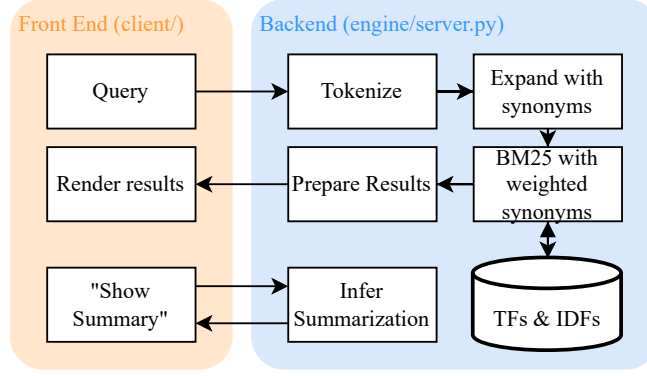 Front End (client/)
Backend (engine/server.py)
Query
Tokenize
Expand with
synonyms
Render results
Prepare Results
BM25 with
weighted
synonyms
"Show
Summary"
Infer
Summarization
TFs & IDFs